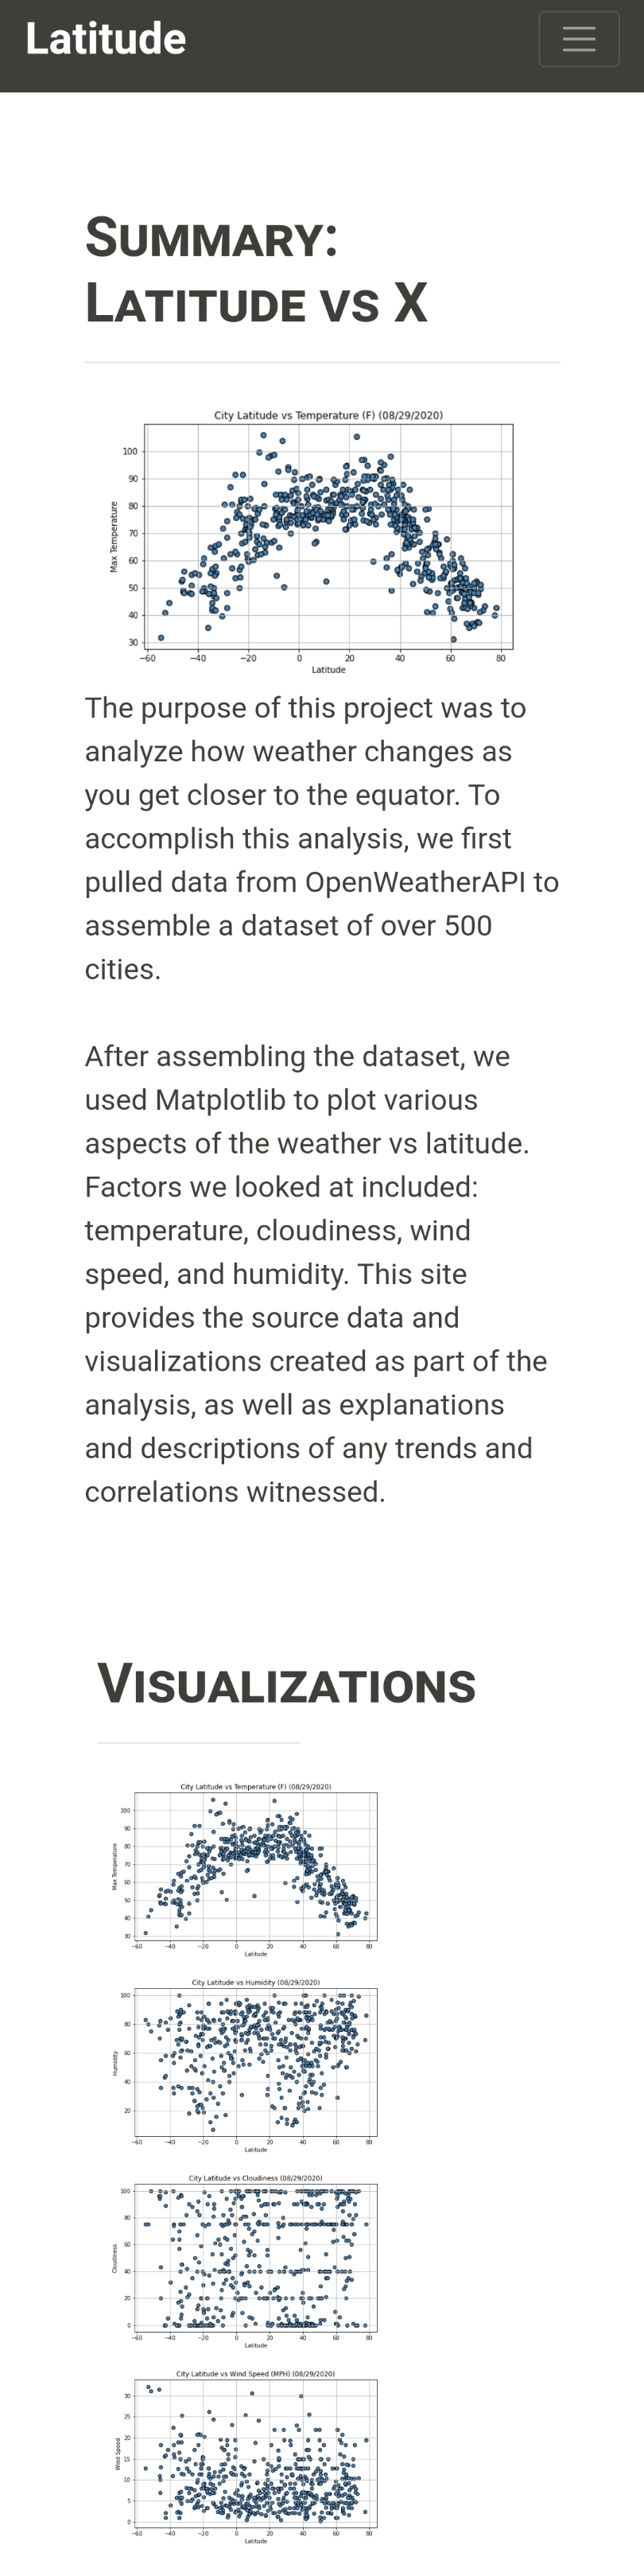 Latitude
SUMMARY:
LATITUDE VS X
City Latitude vs Temperature (F) (08/29/2020)
100
90
80
70
60
50
40
30
Max Temperature
−60 −40 −20 0 20 40 60 80
Latitude
The purpose of this project was to
analyze how weather changes as
you get closer to the equator. To
accomplish this analysis, we first
pulled data from OpenWeatherAPI to
assemble a dataset of over 500
cities.
After assembling the dataset, we
used Matplotlib to plot various
aspects of the weather vs latitude.
Factors we looked at included:
temperature, cloudiness, wind
speed, and humidity. This site
provides the source data and
visualizations created as part of the
analysis, as well as explanations
and descriptions of any trends and
correlations witnessed.
VISUALIZATIONS
City Latitude vs Temperature (F) (08/29/2020)
100
90
80
70
60
50
40
30
Max Temperature
−60 −40 −20 0 20 40 60 80
Latitude
City Latitude vs Humidity (08/29/2020)
100
80
60
40
20
Humidity
−60 −40 −20 0 20 40 60 80
Latitude
City Latitude vs Cloudiness (08/29/2020)
100
80
60
40
20
0
Cloudiness
−60 −40 −20 0 20 40 60 80
Latitude
City Latitude vs Wind Speed (MPH) (08/29/2020)
30
25
20
15
10
5
0
Wind Speed
−60 −40 −20 0 20 40 60 80
Latitude